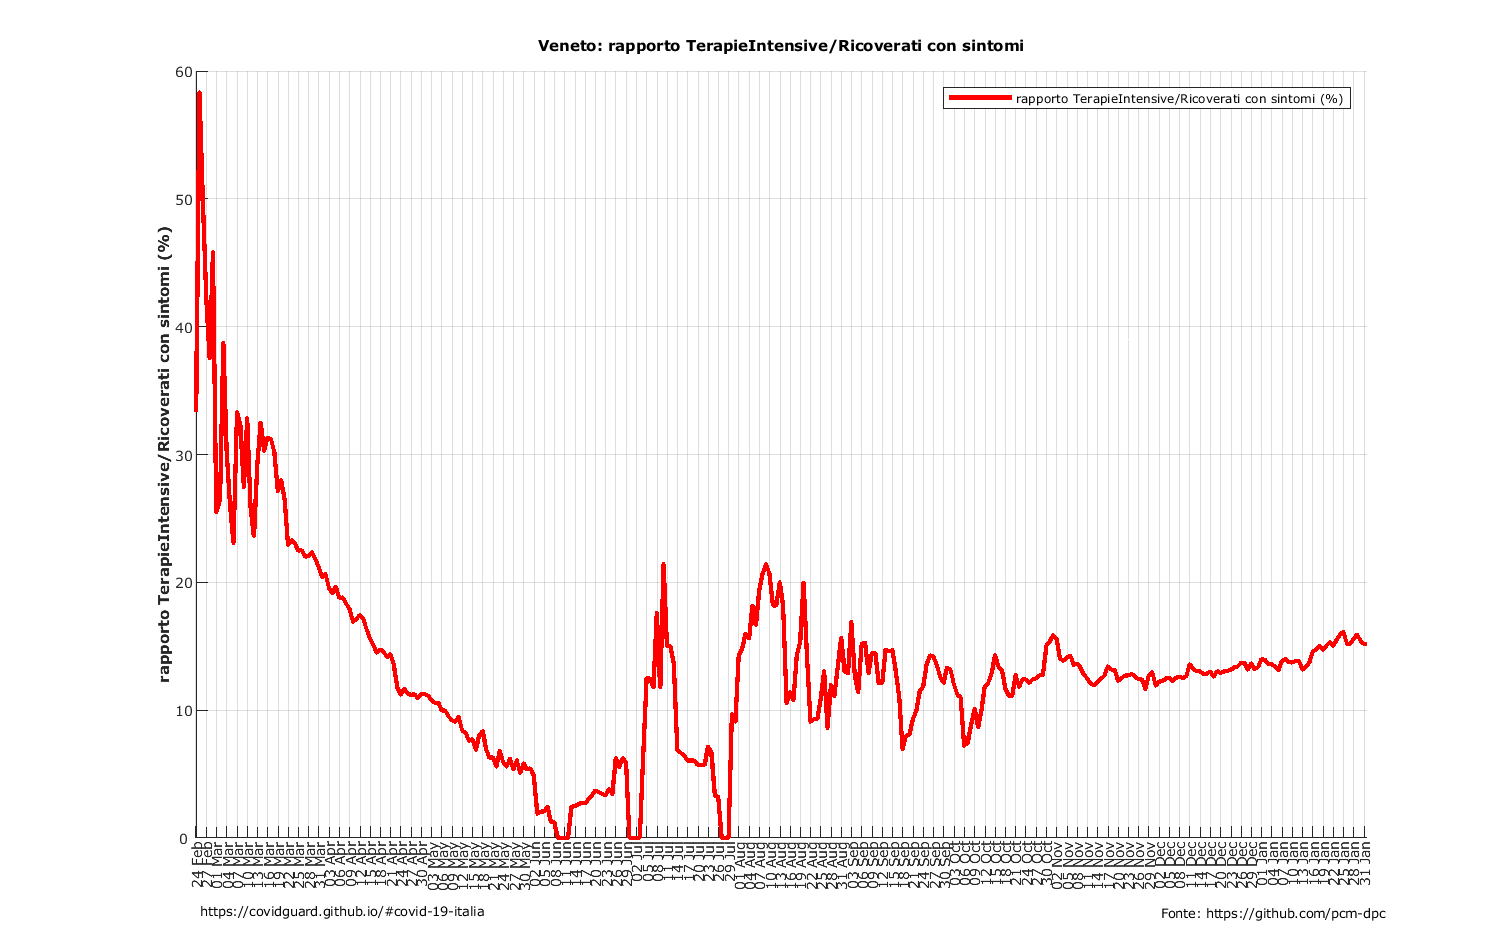 Veneto: rapporto TerapieIntensive/Ricoverati con sintomi
rapporto TerapieIntensive/Ricoverati con sintomi (%)
rapporto TerapieIntensive/Ricoverati con sintomi (%)
60
50
40
30
20
10
0
24 Feb
27 Feb
01 Mar
04 Mar
07 Mar
10 Mar
13 Mar
16 Mar
19 Mar
22 Mar
25 Mar
28 Mar
31 Mar
03 Apr
06 Apr
09 Apr
12 Apr
15 Apr
18 Apr
21 Apr
24 Apr
27 Apr
30 Apr
03 May
06 May
09 May
12 May
15 May
18 May
21 May
24 May
27 May
30 May
02 Jun
05 Jun
08 Jun
11 Jun
14 Jun
17 Jun
20 Jun
23 Jun
26 Jun
29 Jun
02 Jul
05 Jul
08 Jul
11 Jul
14 Jul
17 Jul
20 Jul
23 Jul
26 Jul
29 Jul
01 Aug
04 Aug
07 Aug
10 Aug
13 Aug
16 Aug
19 Aug
22 Aug
25 Aug
28 Aug
31 Aug
03 Sep
06 Sep
09 Sep
12 Sep
15 Sep
18 Sep
21 Sep
24 Sep
27 Sep
30 Sep
03 Oct
06 Oct
09 Oct
12 Oct
15 Oct
18 Oct
21 Oct
24 Oct
27 Oct
30 Oct
02 Nov
05 Nov
08 Nov
11 Nov
14 Nov
17 Nov
20 Nov
23 Nov
26 Nov
29 Nov
02 Dec
05 Dec
08 Dec
11 Dec
14 Dec
17 Dec
20 Dec
23 Dec
26 Dec
29 Dec
01 Jan
04 Jan
07 Jan
10 Jan
13 Jan
16 Jan
19 Jan
22 Jan
25 Jan
28 Jan
31 Jan
https://covidguard.github.io/#covid-19-italia
Fonte: https://github.com/pcm-dpc